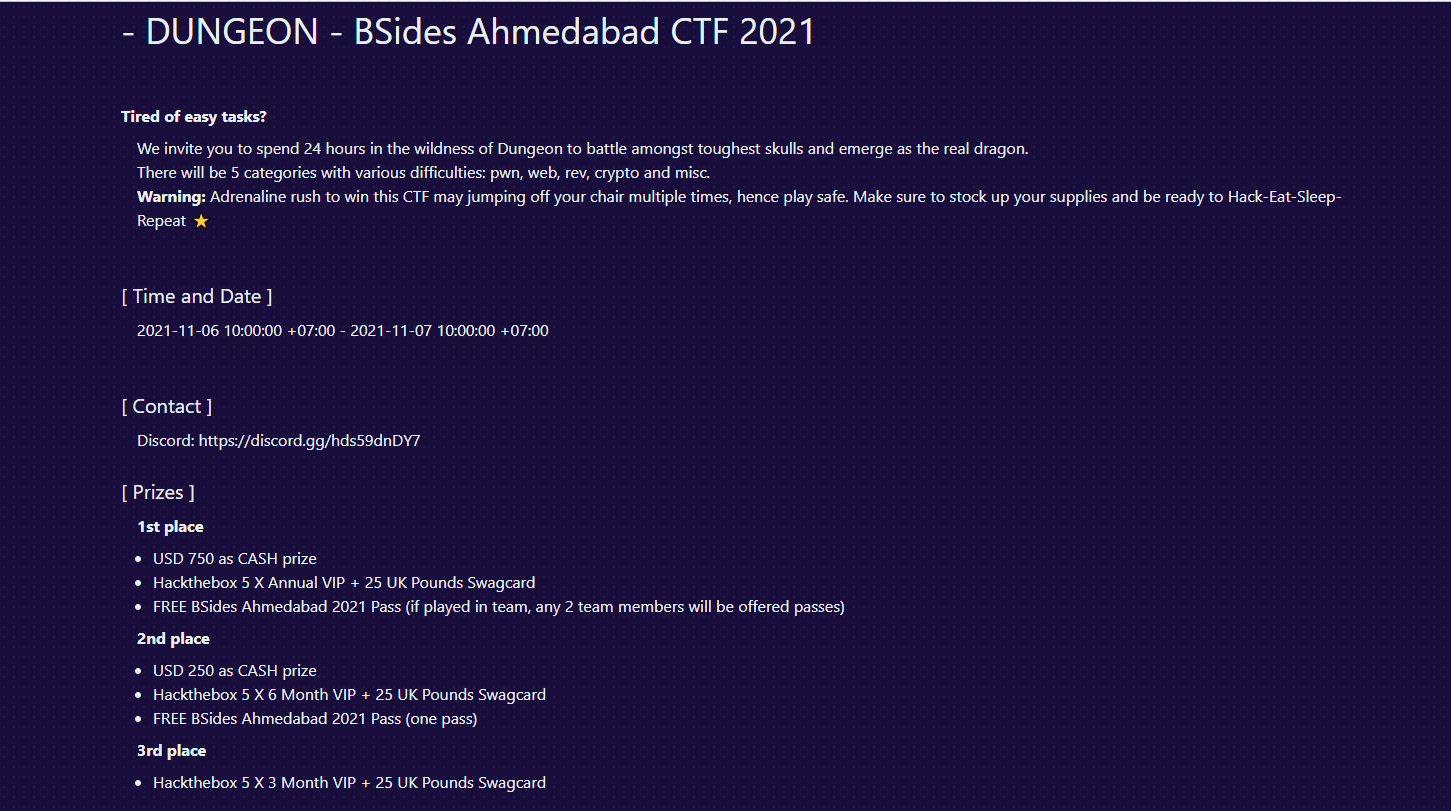 - DUNGEON - BSides Ahmedabad CTF 2021
Tired of easy tasks?
We invite you to spend 24 hours in the wildness of Dungeon to battle amongst toughest skulls and emerge as the real dragon.
There will be 5 categories with various difficulties: pwn, web, rev, crypto and misc.
Warning: Adrenaline rush to win this CTF may jumping off your chair multiple times, hence play safe. Make sure to stock up your supplies and be ready to Hack-Eat-Sleep-
Repeat ⭐
[ Time and Date ]
2021-11-06 10:00:00 +07:00 - 2021-11-07 10:00:00 +07:00
[ Contact ]
Discord: https://discord.gg/hds59dnDY7
[ Prizes ]
1st place
• USD 750 as CASH prize
• Hackthebox 5 X Annual VIP + 25 UK Pounds Swagcard
• FREE BSides Ahmedabad 2021 Pass (if played in team, any 2 team members will be offered passes)
2nd place
• USD 250 as CASH prize
• Hackthebox 5 X 6 Month VIP + 25 UK Pounds Swagcard
• FREE BSides Ahmedabad 2021 Pass (one pass)
3rd place
• Hackthebox 5 X 3 Month VIP + 25 UK Pounds Swagcard